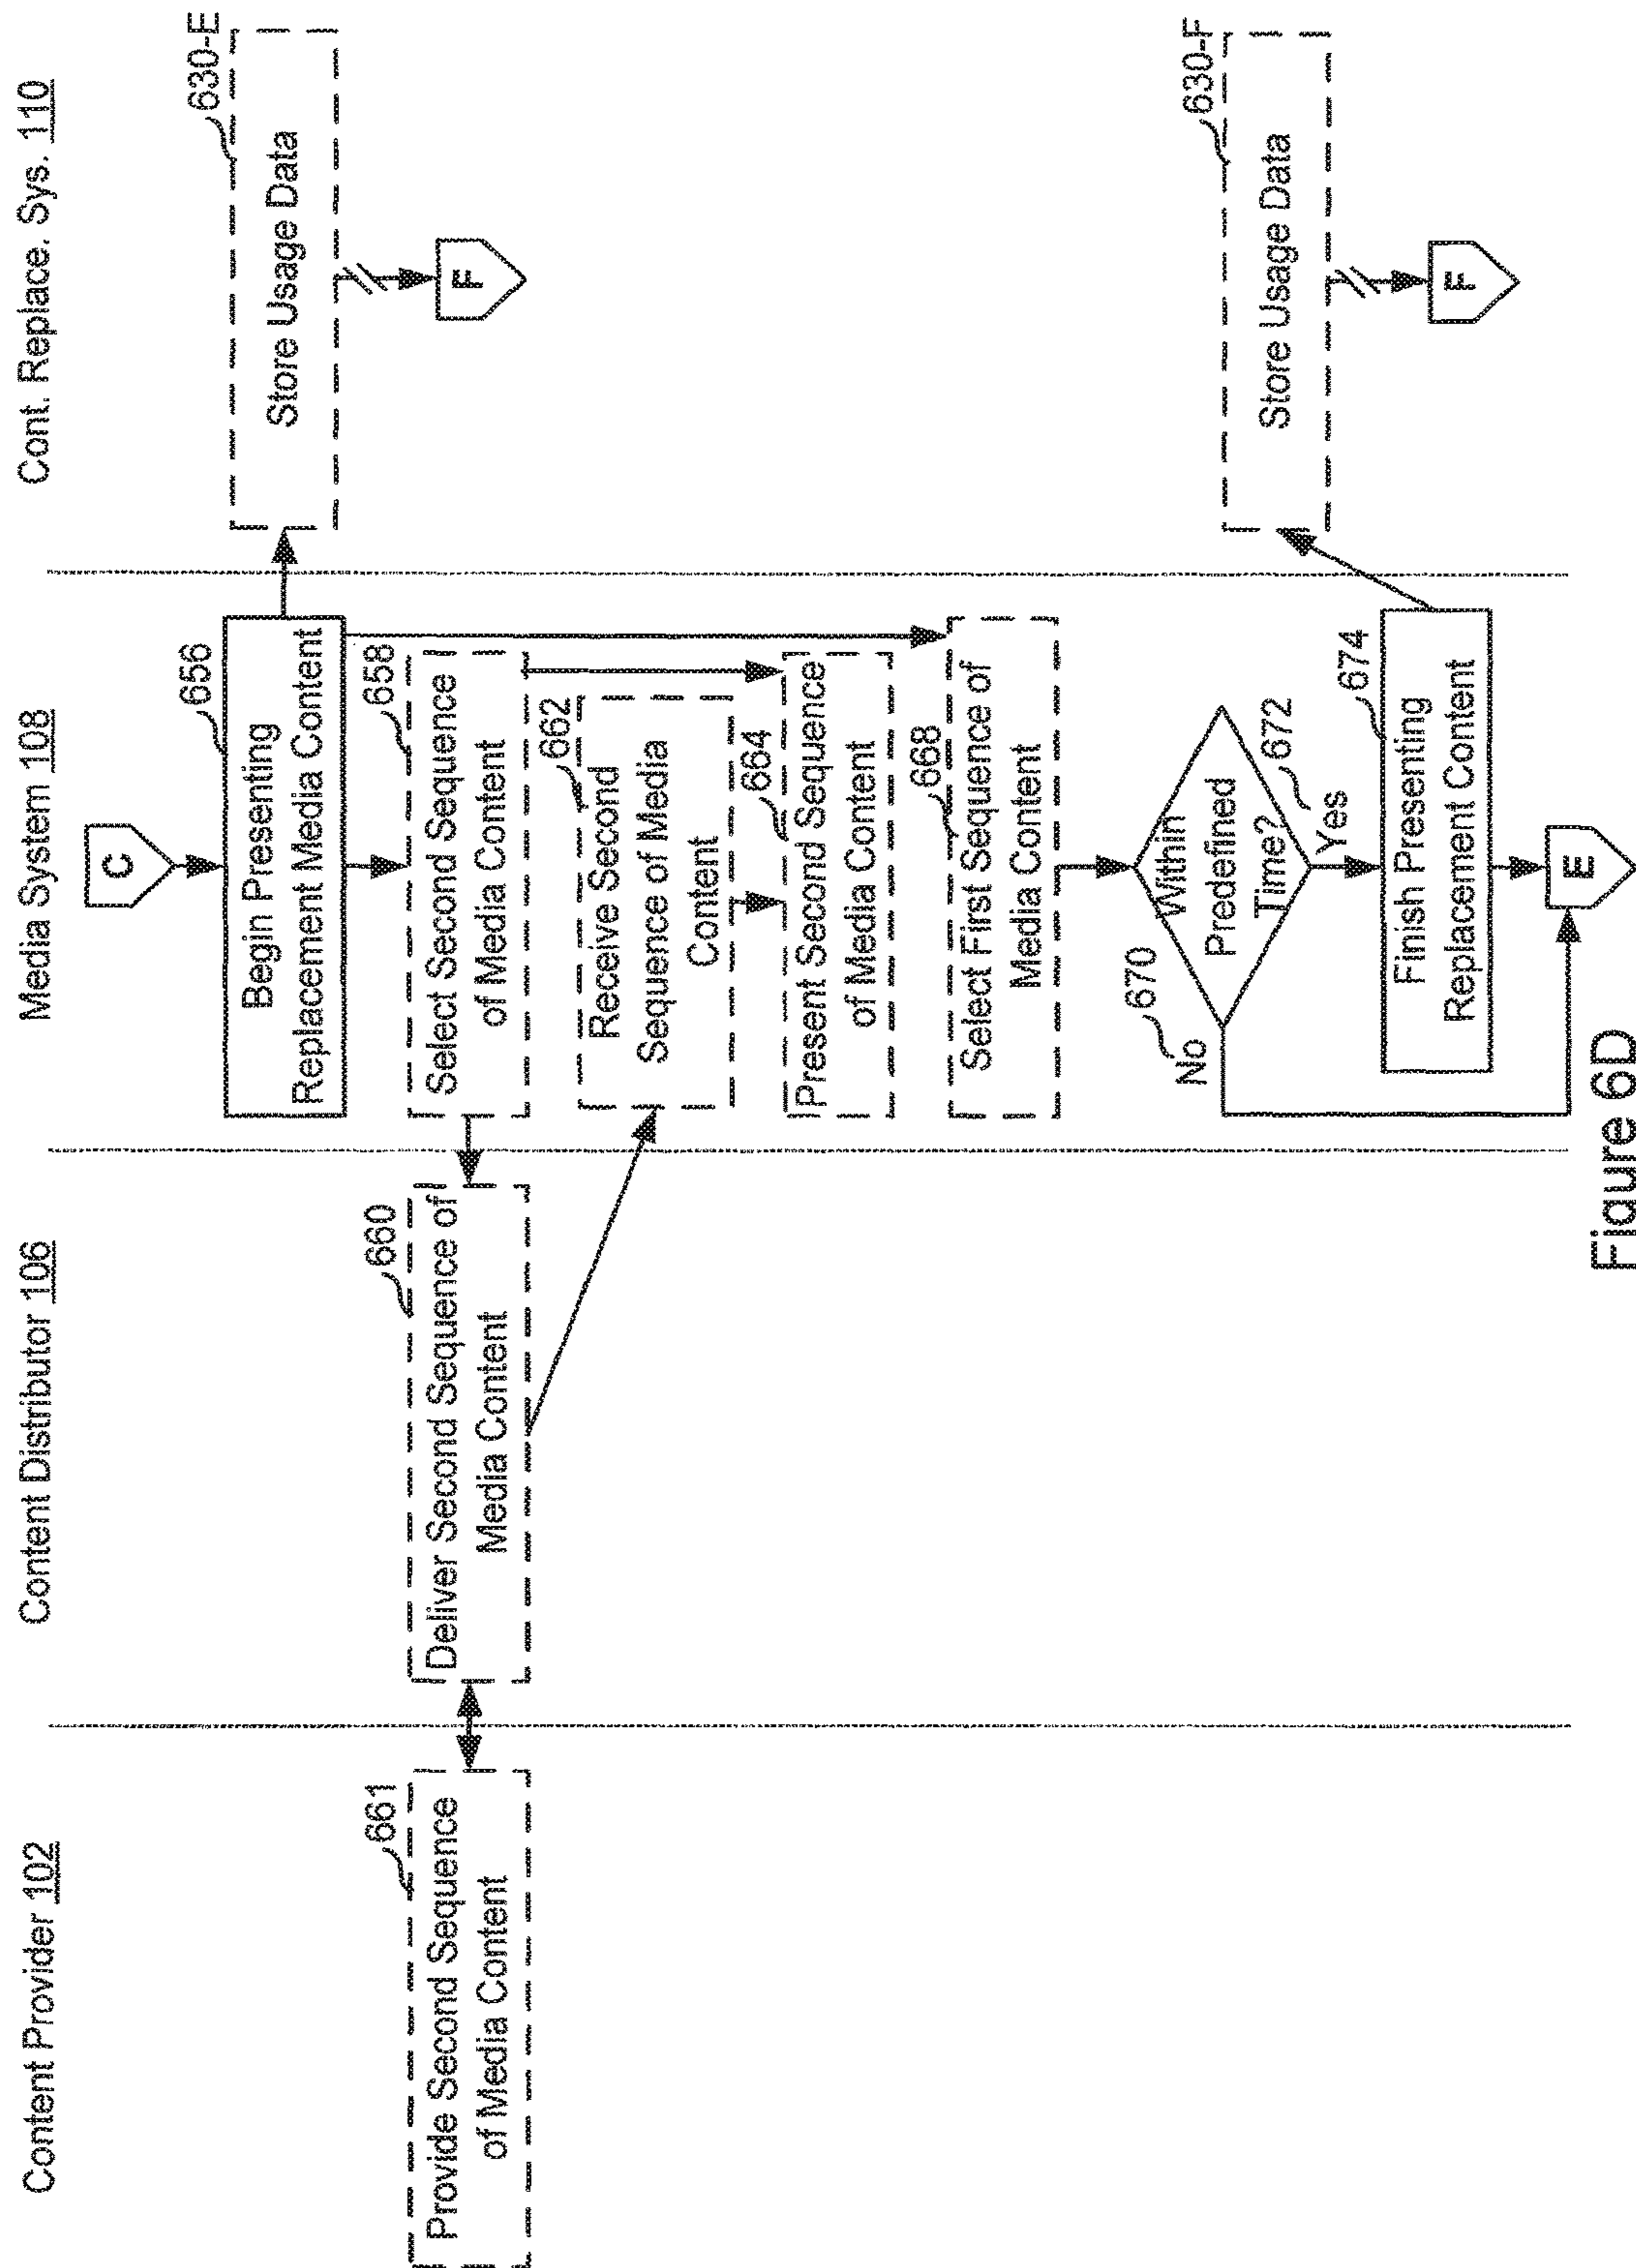 Content Provider 102
Content Distributor 106
Media System 108
Cont. Replace. Sys. 110
C
656
Begin Presenting
Replacement Media Content
630-E
Store Usage Data
F
661
Provide Second Sequence
of Media Content
660
Deliver Second Sequence of
Media Content
658
Select Second Sequence
of Media Content
662
Receive Second
Sequence of Media
Content
664
Present Second Sequence
of Media Content
668
Select First Sequence of
Media Content
670
No
Within
Predefined
Time?
672
Yes
630-F
Store Usage Data
F
674
Finish Presenting
Replacement Content
E
Figure 6D